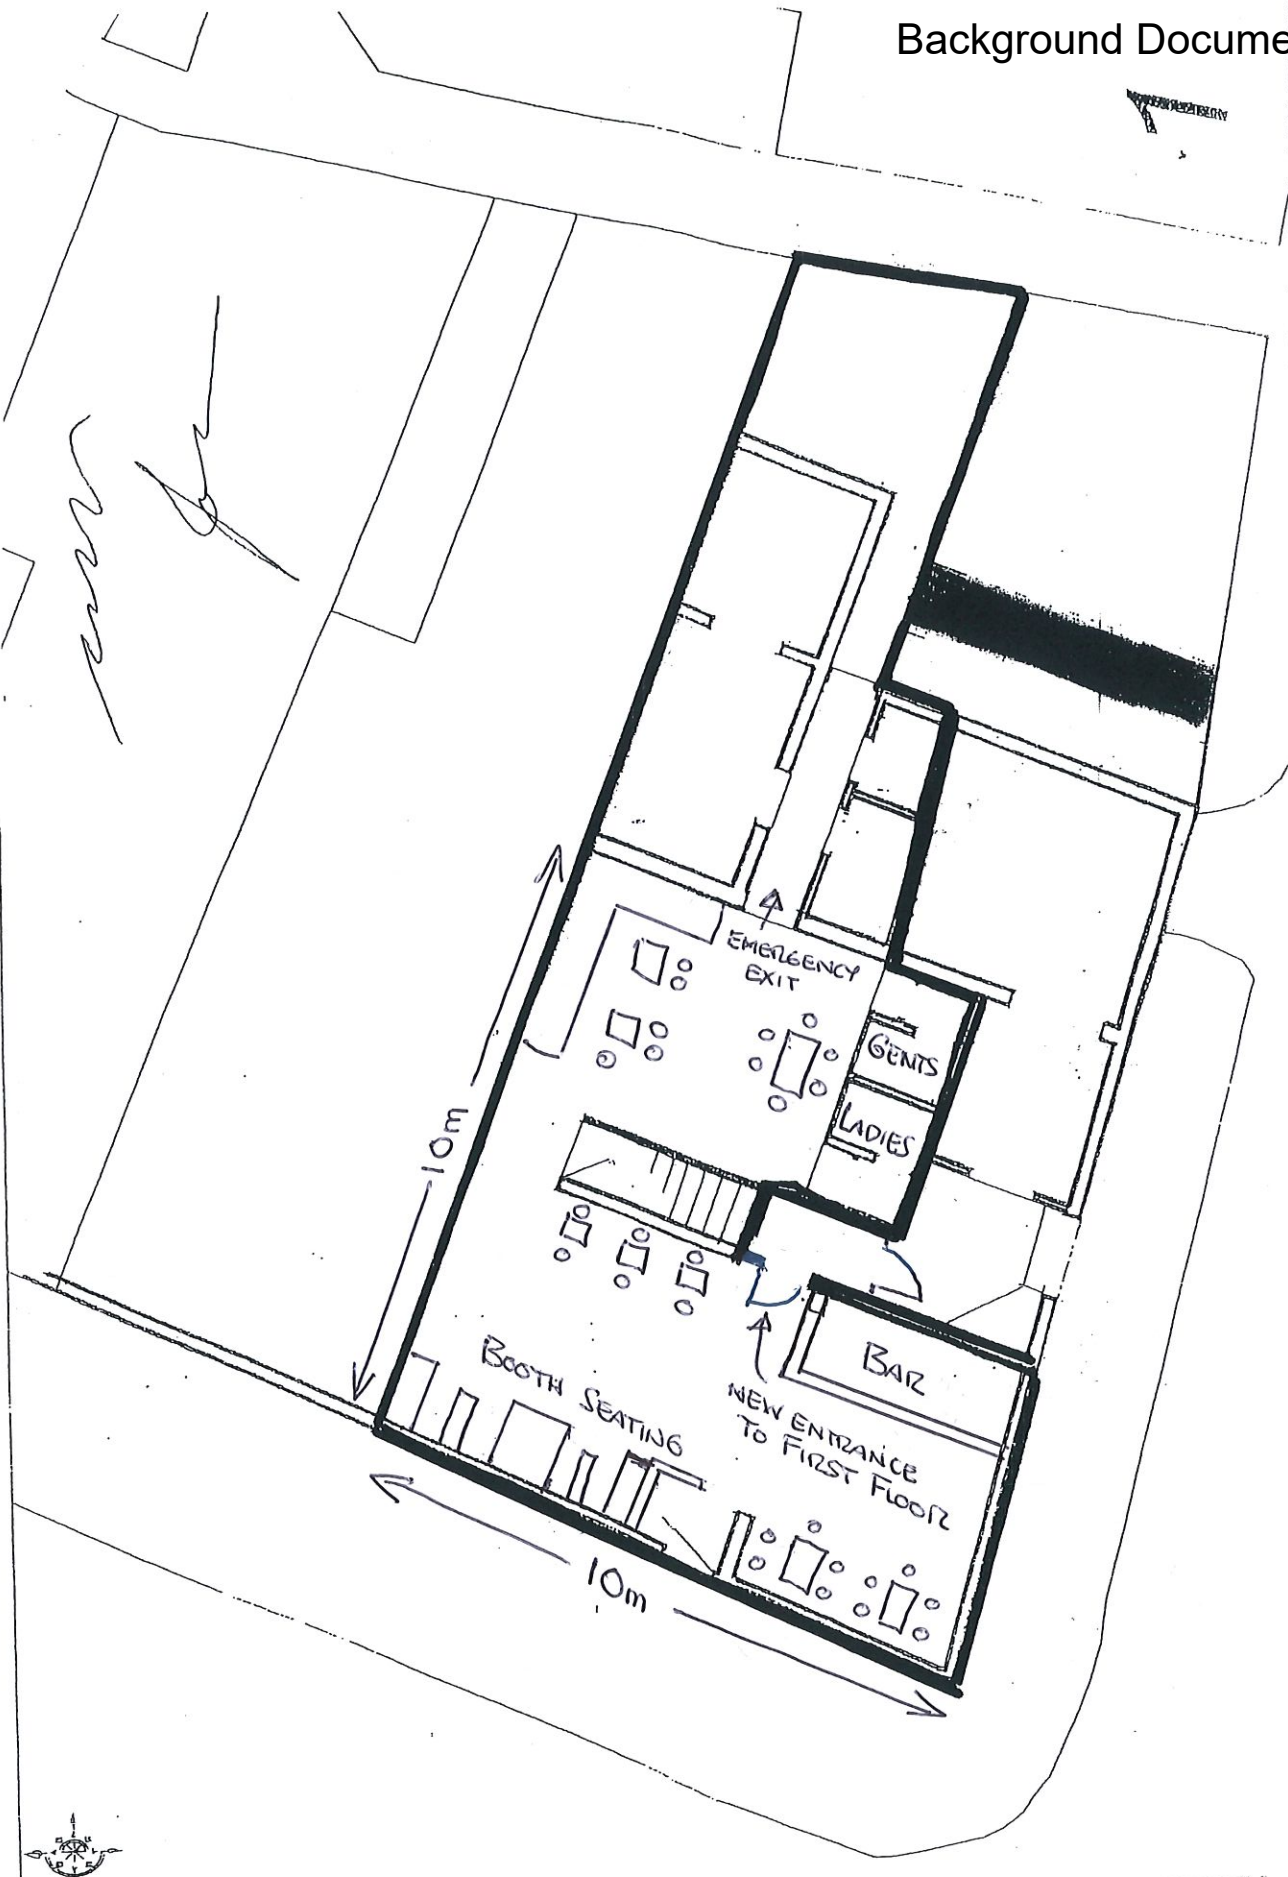 Background Docume
EMERGENCY
EXIT
GENTS
LADIES
10m
BAR
BOOTH SEATING
NEW ENTRANCE
TO FIRST FLOOR
10m